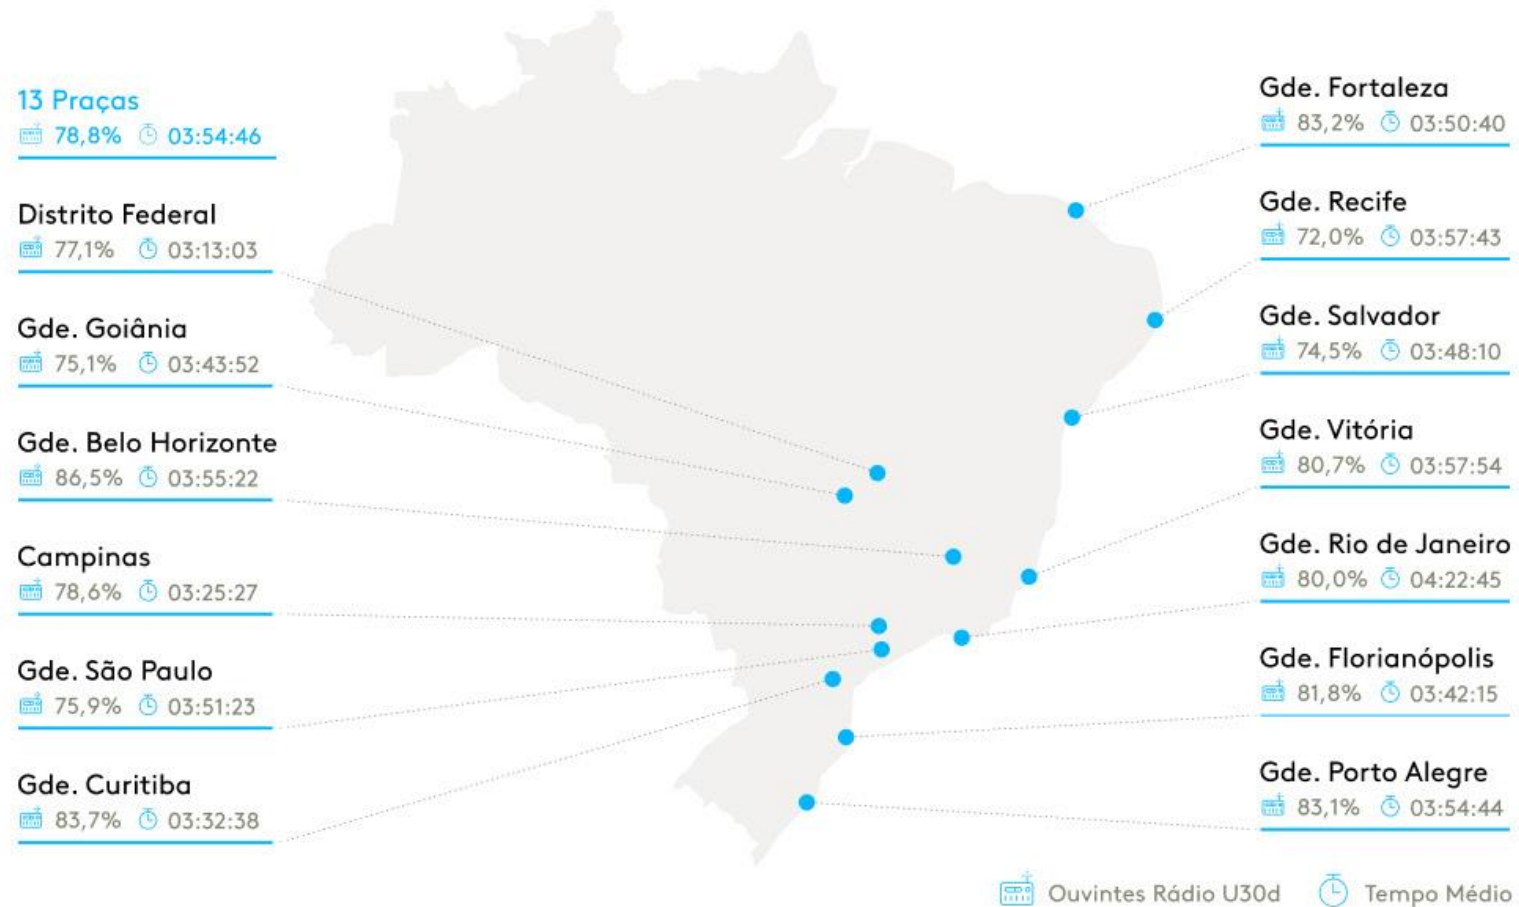 13 Praças
78,8% 03:54:46
Distrito Federal
77,1% 03:13:03
Gde. Goiânia
75,1% 03:43:52
Gde. Belo Horizonte
86,5% 03:55:22
Campinas
78,6% 03:25:27
Gde. São Paulo
75,9% 03:51:23
Gde. Curitiba
83,7% 03:32:38
Gde. Fortaleza
83,2% 03:50:40
Gde. Recife
72,0% 03:57:43
Gde. Salvador
74,5% 03:48:10
Gde. Vitória
80,7% 03:57:54
Gde. Rio de Janeiro
80,0% 04:22:45
Gde. Florianópolis
81,8% 03:42:15
Gde. Porto Alegre
83,1% 03:54:44
Ouvintes Rádio U30d Tempo Médio